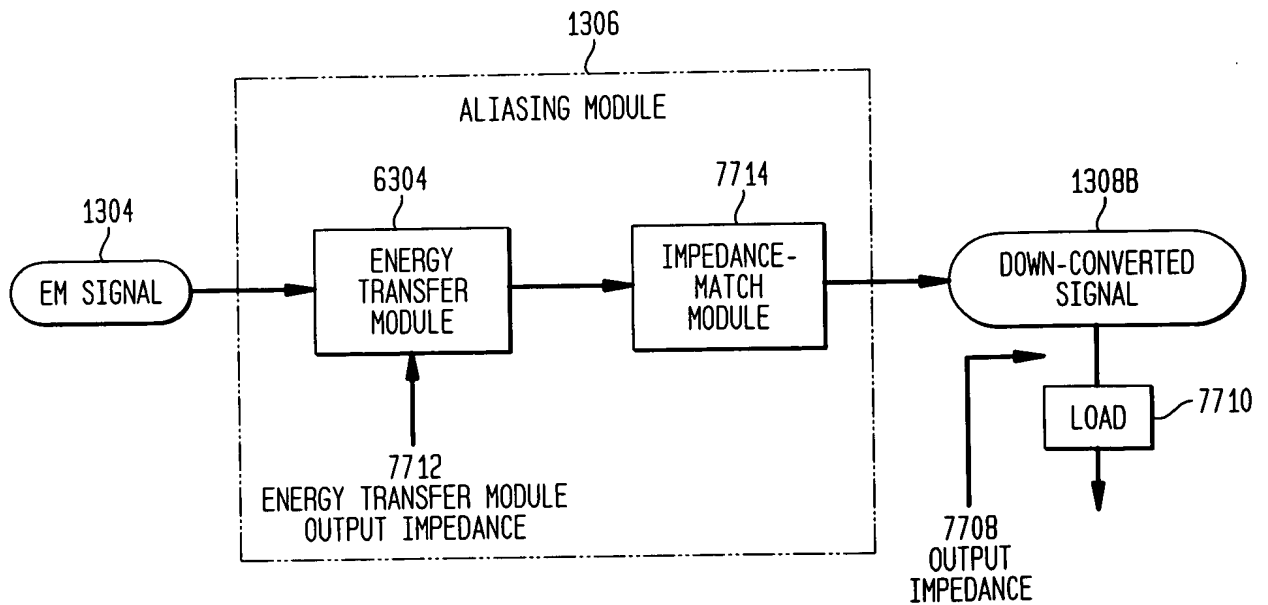 1306
ALIASING MODULE
1304
EM SIGNAL
6304
ENERGY
TRANSFER
MODULE
7714
IMPEDANCE-
MATCH
MODULE
1308B
DOWN-CONVERTED
SIGNAL
LOAD
7710
7712
ENERGY TRANSFER MODULE
OUTPUT IMPEDANCE
7708
OUTPUT
IMPEDANCE